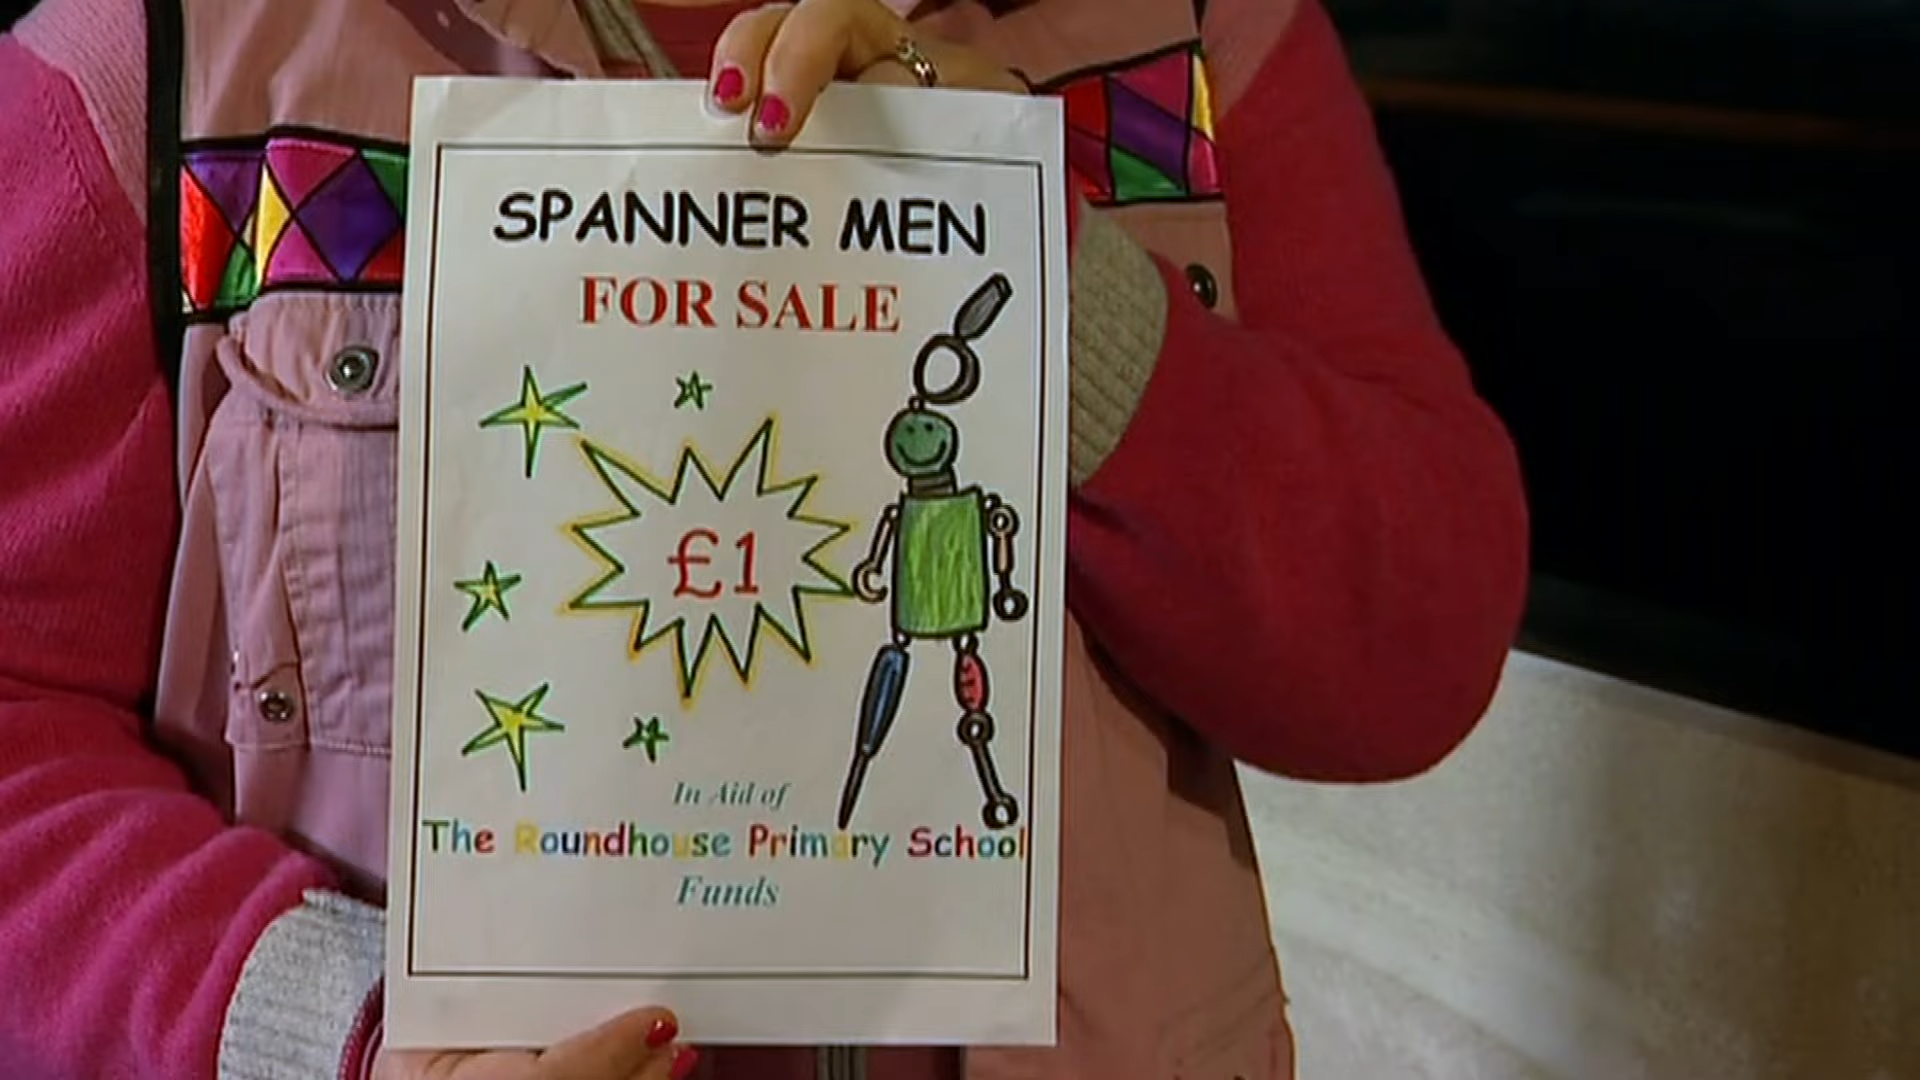 SPANNER MEN
FOR SALE
£1
In Aid of
The Roundhouse Primary School
Funds